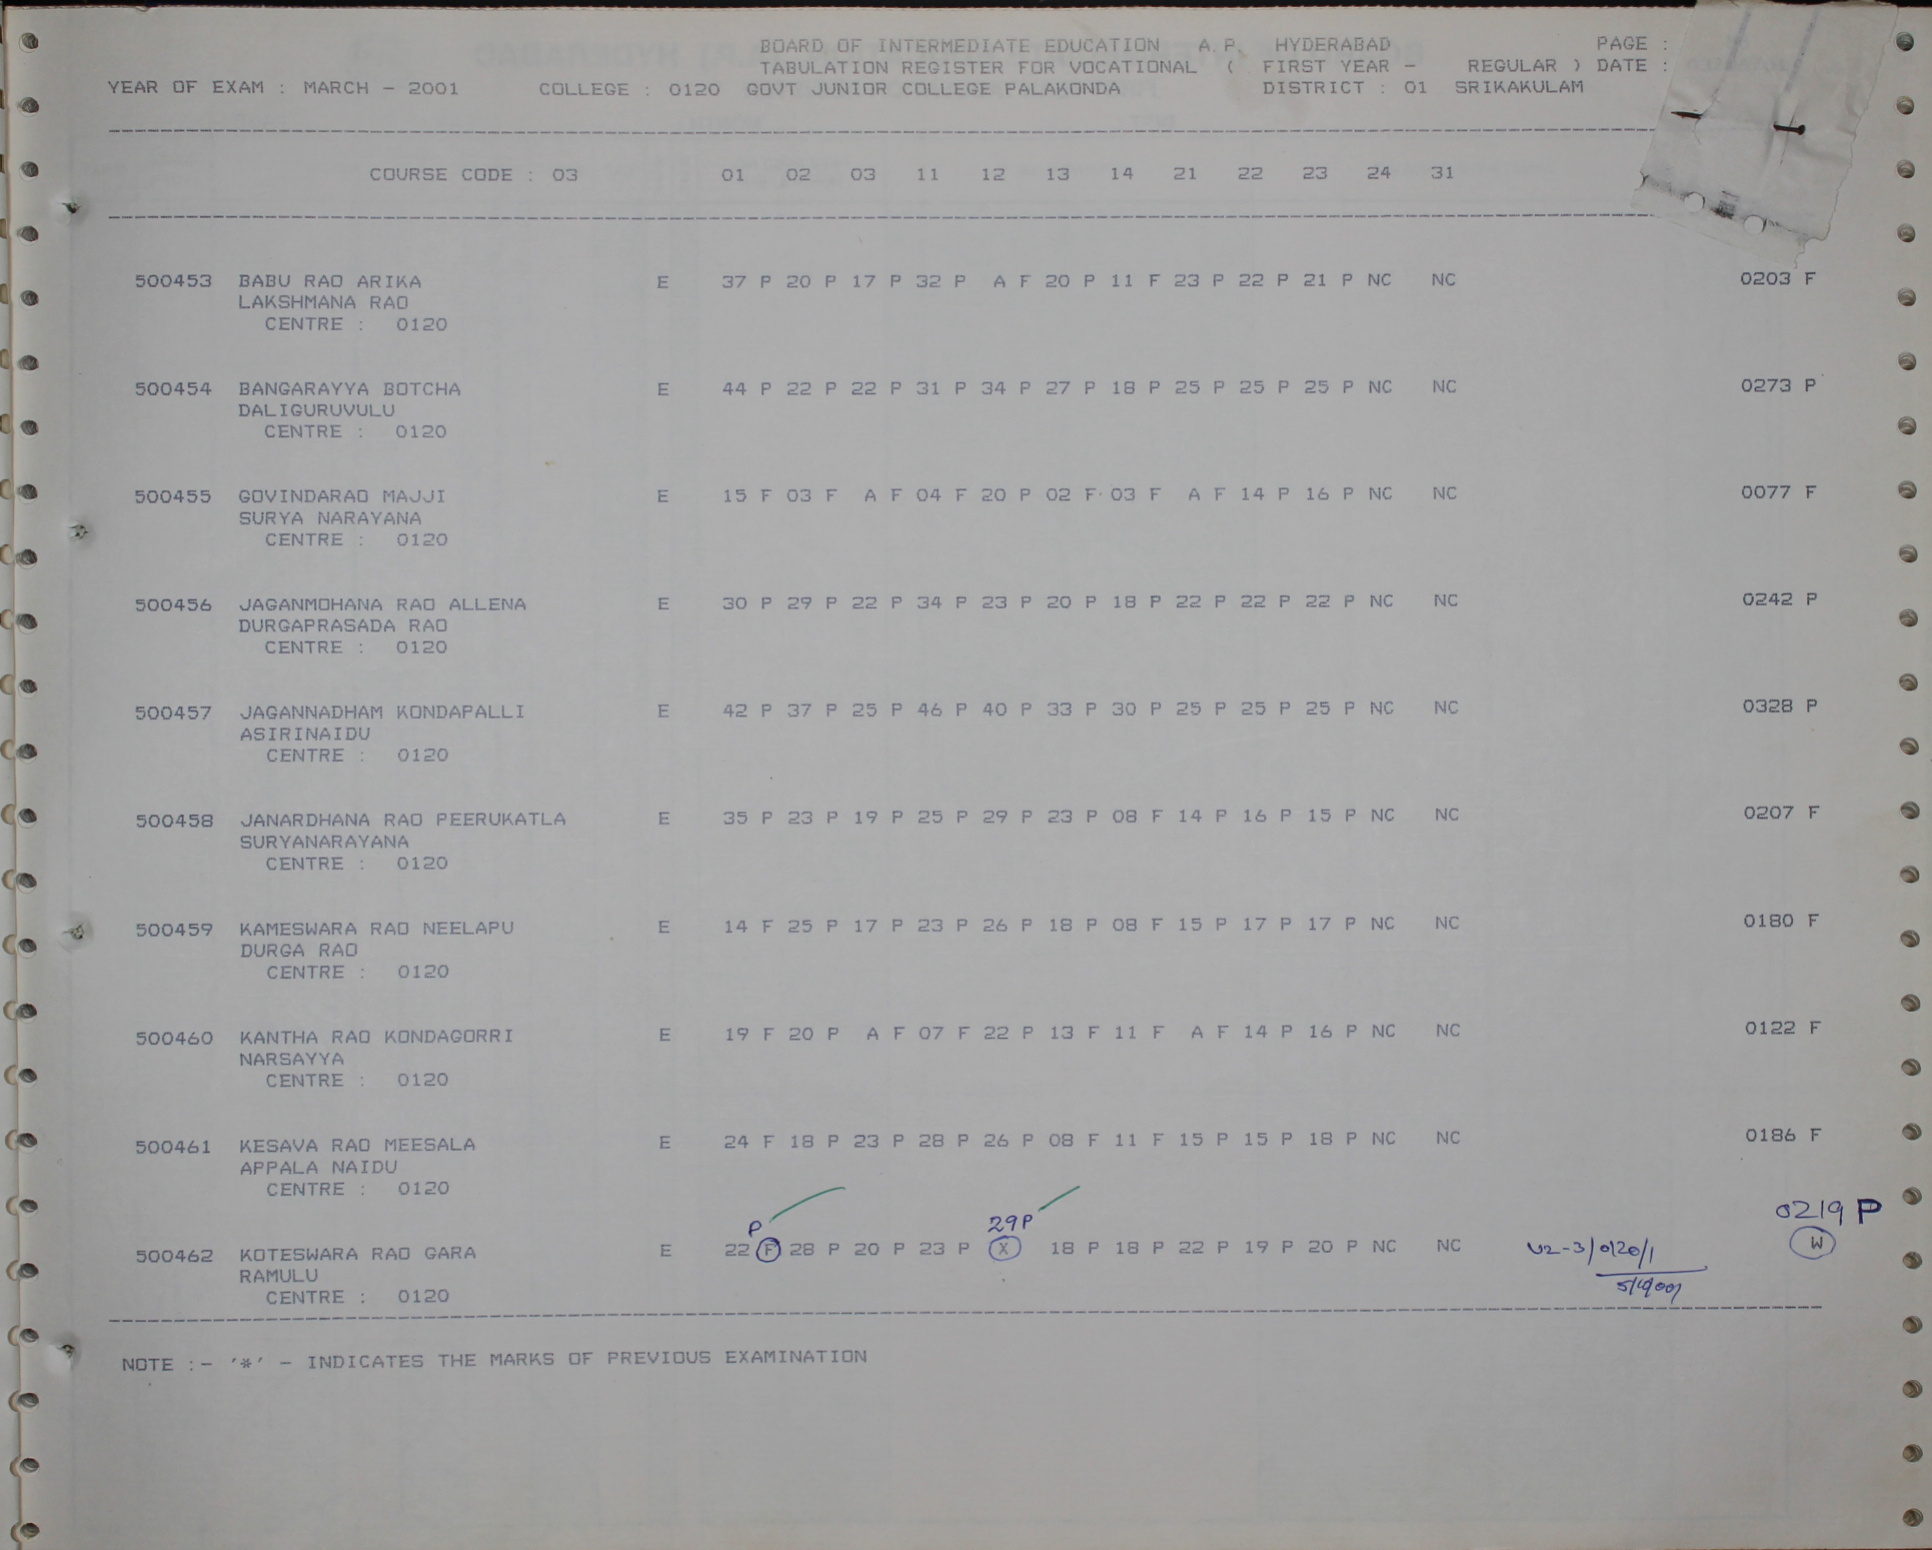 BOARD OF INTERMEDIATE EDUCATION A.P. HYDERABAD PAGE :
TABULATION REGISTER FOR VOCATIONAL ( FIRST YEAR - REGULAR ) DATE :
YEAR OF EXAM : MARCH - 2001 COLLEGE : 0120 GOVT JUNIOR COLLEGE PALAKONDA DISTRICT : 01 SRIKAKULAM
COURSE CODE : 03 01 02 03 11 12 13 14 21 22 23 24 31
500453 BABU RAO ARIKA E 37 P 20 P 17 P 32 P A F 20 P 11 F 23 P 22 P 21 P NC NC 0203 F
LAKSHMANA RAO
CENTRE : 0120
500454 BANGARAYYA BOTCHA E 44 P 22 P 22 P 31 P 34 P 27 P 18 P 25 P 25 P 25 P NC NC 0273 P
DALIGURUVULU
CENTRE : 0120
500455 GOVINDARAO MAJJI E 15 F 03 F A F 04 F 20 P 02 F 03 F A F 14 P 16 P NC NC 0077 F
SURYA NARAYANA
CENTRE : 0120
500456 JAGANMOHANA RAO ALLENA E 30 P 29 P 22 P 34 P 23 P 20 P 18 P 22 P 22 P 22 P NC NC 0242 P
DURGAPRASADA RAO
CENTRE : 0120
500457 JAGANNADHAM KONDAPALLI E 42 P 37 P 25 P 46 P 40 P 33 P 30 P 25 P 25 P 25 P NC NC 0328 P
ASIRINAIDU
CENTRE : 0120
500458 JANARDHANA RAO PEERUKATLA E 35 P 23 P 19 P 25 P 29 P 23 P 08 F 14 P 16 P 15 P NC NC 0207 F
SURYANARAYANA
CENTRE : 0120
500459 KAMESWARA RAO NEELAPU E 14 F 25 P 17 P 23 P 26 P 18 P 08 F 15 P 17 P 17 P NC NC 0180 F
DURGA RAO
CENTRE : 0120
500460 KANTHA RAO KONDAGORRI E 19 F 20 P A F 07 F 22 P 13 F 11 F A F 14 P 16 P NC NC 0122 F
NARSAYYA
CENTRE : 0120
500461 KESAVA RAO MEESALA E 24 F 18 P 23 P 28 P 26 P 08 F 11 F 15 P 15 P 18 P NC NC 0186 F
APPALA NAIDU
CENTRE : 0120
P 29P 0219 P
500462 KOTESWARA RAO GARA E 22 F 28 P 20 P 23 P X 18 P 18 P 22 P 19 P 20 P NC NC V2-3/0120/1 W
RAMULU
CENTRE : 0120
NOTE :- '*' - INDICATES THE MARKS OF PREVIOUS EXAMINATION